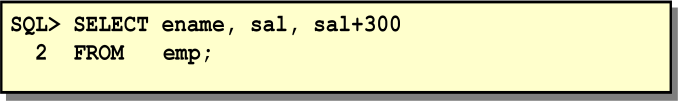 SQL> SELECT ename, sal, sal+300
  2  FROM   emp;